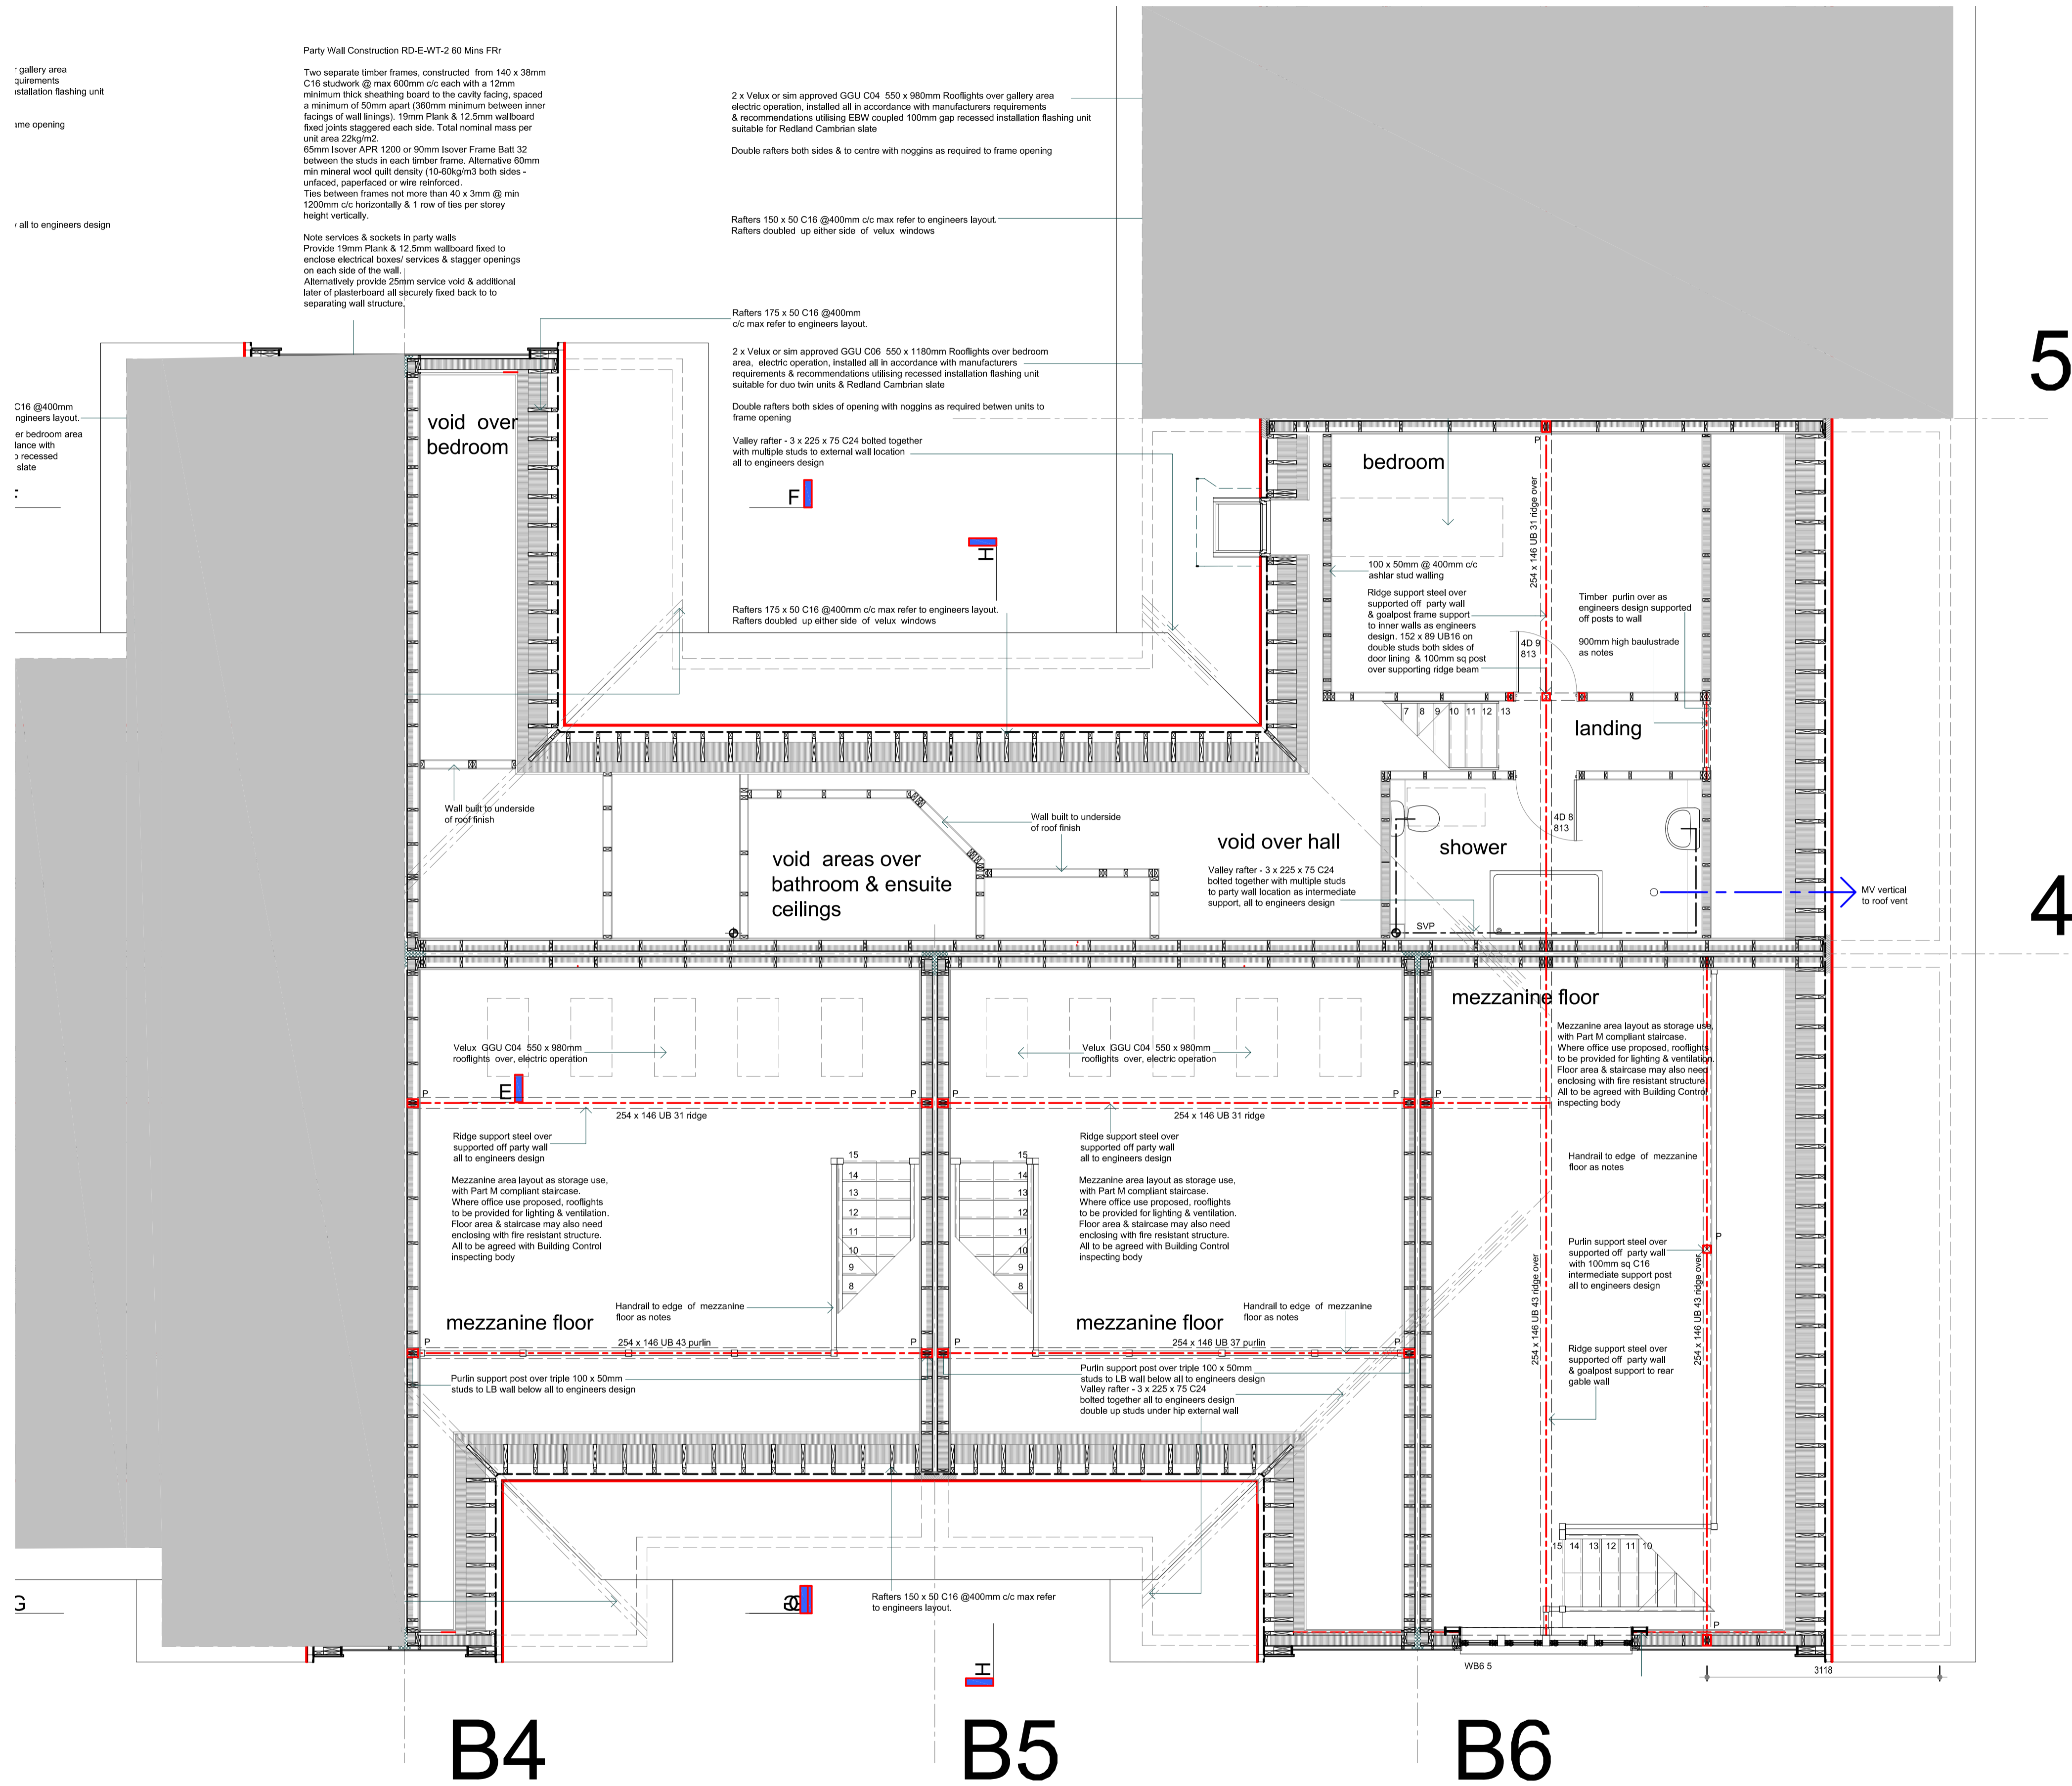 r gallery area
quirements
istallation flashing unit
ame opening
all to engineers design
C16 @400mm
ngineers layout.
er bedroom area
lance with
o recessed
slate
Party Wall Construction RD-E-WT-2 60 Mins FRr
Two separate timber frames, constructed from 140 x 38mm
C16 studwork @ max 600mm c/c each with a 12mm
minimum thick sheathing board to the cavity facing, spaced
a minimum of 50mm apart (360mm minimum between inner
facings of wall linings). 19mm Plank & 12.5mm wallboard
fixed joints staggered each side. Total nominal mass per
unit area 22kg/m2.
65mm Isover APR 1200 or 90mm Isover Frame Batt 32
between the studs in each timber frame. Alternative 60mm
min mineral wool quilt density (10-60kg/m3 both sides -
unfaced, paperfaced or wire reinforced.
Ties between frames not more than 40 x 3mm @ min
1200mm c/c horizontally & 1 row of ties per storey
height vertically.
Note services & sockets in party walls
Provide 19mm Plank & 12.5mm wallboard fixed to
enclose electrical boxes/ services & stagger openings
on each side of the wall.
Alternatively provide 25mm service void & additional
later of plasterboard all securely fixed back to to
separating wall structure.
2 x Velux or sim approved GGU C04 550 x 980mm Rooflights over gallery area
electric operation, installed all in accordance with manufacturers requirements
& recommendations utilising EBW coupled 100mm gap recessed installation flashing unit
suitable for Redland Cambrian slate
Double rafters both sides & to centre with noggins as required to frame opening
Rafters 150 x 50 C16 @400mm c/c max refer to engineers layout.
Rafters doubled up either side of velux windows
Rafters 175 x 50 C16 @400mm
c/c max refer to engineers layout.
2 x Velux or sim approved GGU C06 550 x 1180mm Rooflights over bedroom
area, electric operation, installed all in accordance with manufacturers
requirements & recommendations utilising recessed installation flashing unit
suitable for duo twin units & Redland Cambrian slate
Double rafters both sides of opening with noggins as required betwen units to
frame opening
Valley rafter - 3 x 225 x 75 C24 bolted together
with multiple studs to external wall location
all to engineers design
5
void over
bedroom
bedroom
P
F
H
254 x 146 UB 31 ridge over
100 x 50mm @ 400mm c/c
ashlar stud walling
Ridge support steel over
supported off party wall
& goalpost frame support
to inner walls as engineers
design. 152 x 89 UB16 on
double studs both sides of
door lining & 100mm sq post
over supporting ridge beam
Timber purlin over as
engineers design supported
off posts to wall
900mm high baulustrade
as notes
4D 9
813
Rafters 175 x 50 C16 @400mm c/c max refer to engineers layout.
Rafters doubled up either side of velux windows
7 8 9 10 11 12 13
landing
Wall built to underside
of roof finish
Wall built to underside
of roof finish
4D 8
813
void over hall
shower
void areas over
bathroom & ensuite
ceilings
Valley rafter - 3 x 225 x 75 C24
bolted together with multiple studs
to party wall location as intermediate
support, all to engineers design
SVP
MV vertical
to roof vent
4
mezzanine floor
Mezzanine area layout as storage use,
with Part M compliant staircase.
Where office use proposed, rooflights
to be provided for lighting & ventilation.
Floor area & staircase may also need
enclosing with fire resistant structure.
All to be agreed with Building Control
inspecting body
Velux GGU C04 550 x 980mm
rooflights over, electric operation
Velux GGU C04 550 x 980mm
rooflights over, electric operation
E
P
P
P
P
P
254 x 146 UB 31 ridge
254 x 146 UB 31 ridge
Ridge support steel over
supported off party wall
all to engineers design
Mezzanine area layout as storage use,
with Part M compliant staircase.
Where office use proposed, rooflights
to be provided for lighting & ventilation.
Floor area & staircase may also need
enclosing with fire resistant structure.
All to be agreed with Building Control
inspecting body
15
14
13
12
11
10
9
8
15
14
13
12
11
10
9
8
Ridge support steel over
supported off party wall
all to engineers design
Mezzanine area layout as storage use,
with Part M compliant staircase.
Where office use proposed, rooflights
to be provided for lighting & ventilation.
Floor area & staircase may also need
enclosing with fire resistant structure.
All to be agreed with Building Control
inspecting body
Handrail to edge of mezzanine
floor as notes
Purlin support steel over
supported off party wall
with 100mm sq C16
intermediate support post
all to engineers design
P
254 x 146 UB 43 ridge over
254 x 146 UB 43 ridge over
Handrail to edge of mezzanine
floor as notes
Handrail to edge of mezzanine
floor as notes
mezzanine floor
mezzanine floor
P
P
P
P
254 x 146 UB 43 purlin
254 x 146 UB 37 purlin
Ridge support steel over
supported off party wall
& goalpost support to rear
gable wall
Purlin support post over triple 100 x 50mm
studs to LB wall below all to engineers design
Purlin support post over triple 100 x 50mm
studs to LB wall below all to engineers design
Valley rafter - 3 x 225 x 75 C24
bolted together all to engineers design
double up studs under hip external wall
15 14 13 12 11 10
P
Rafters 150 x 50 C16 @400mm c/c max refer
to engineers layout.
G
G
H
WB6 5
3118
B4
B5
B6